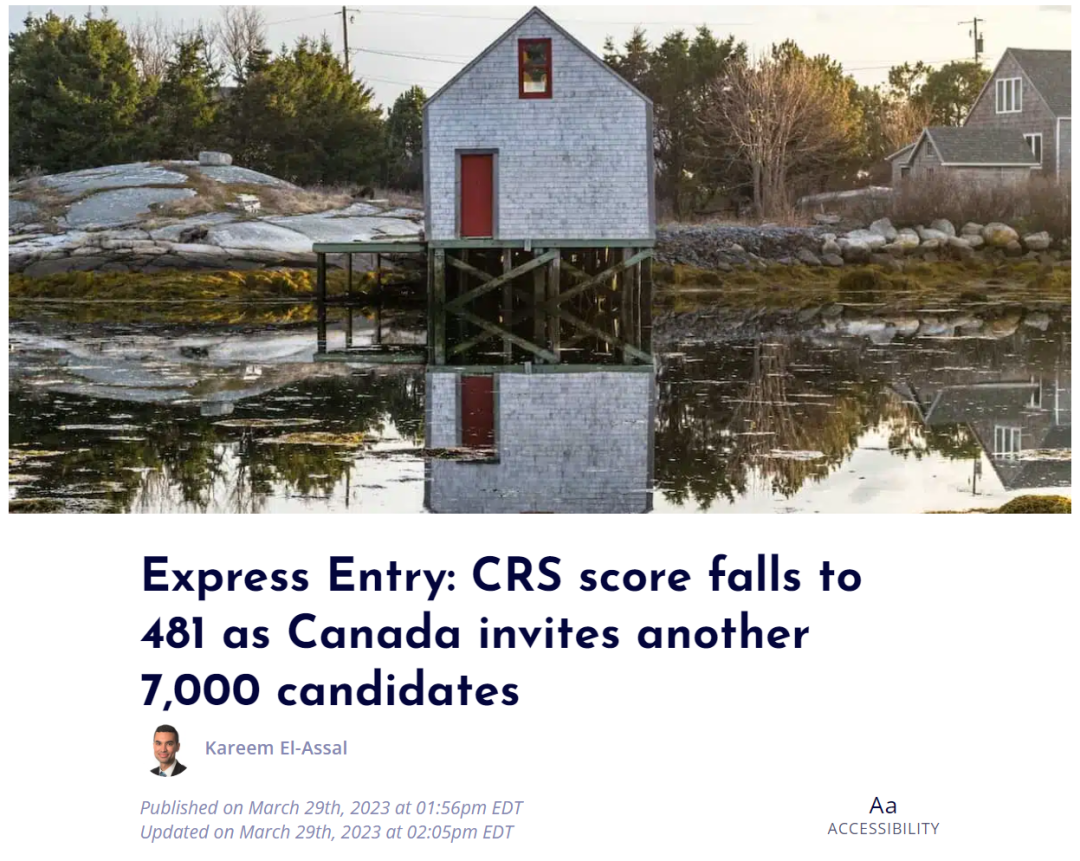 Express Entry: CRS score falls to
481 as Canada invites another
7,000 candidates
Kareem El-Assal
Published on March 29th, 2023 at 01:56pm EDT
Updated on March 29th, 2023 at 02:05pm EDT
Aa
ACCESSIBILITY